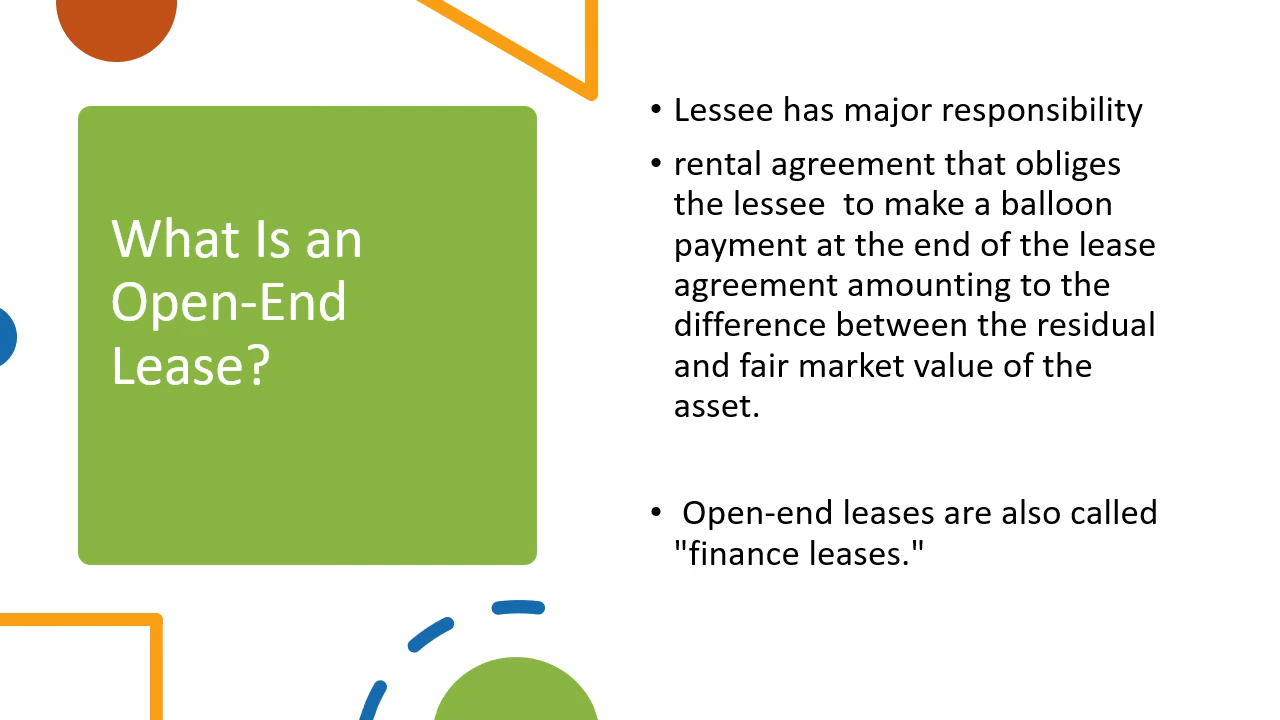 What Is an
Open-End
Lease?
• Lessee has major responsibility
• rental agreement that obliges
the lessee  to make a balloon
payment at the end of the lease
agreement amounting to the
difference between the residual
and fair market value of the
asset.
•  Open-end leases are also called
"finance leases."